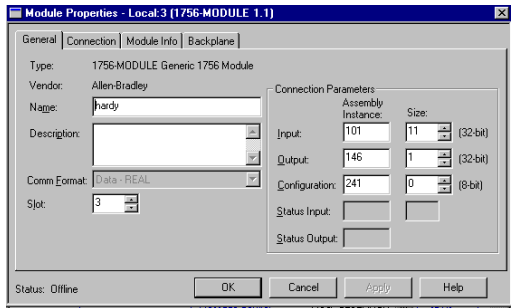 Module Properties - Local:3 (1756-MODULE 1.1)
General Connection Module Info Backplane
Type: 1756-MODULE Generic 1756 Module
Vendor: Allen-Bradley
Name: hardy
Description:
Comm Format: Data - REAL
Slot: 3
Connection Parameters
Assembly Instance: Size:
Input: 101 11 (32-bit)
Output: 146 1 (32-bit)
Configuration: 241 0 (8-bit)
Status Input:
Status Output:
Status: Offline OK Cancel Apply Help